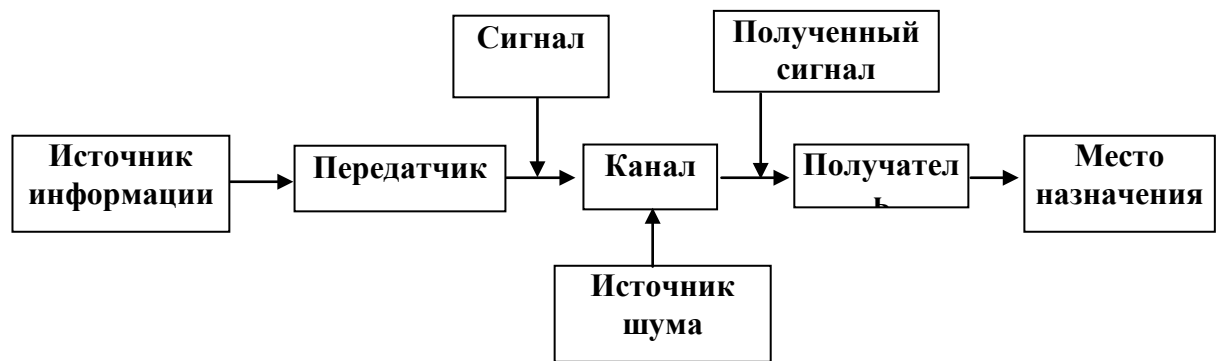 Сигнал
Полученный
сигнал
Источник
информации
Передатчик
Канал
Получател
ь
Место
назначения
Источник
шума